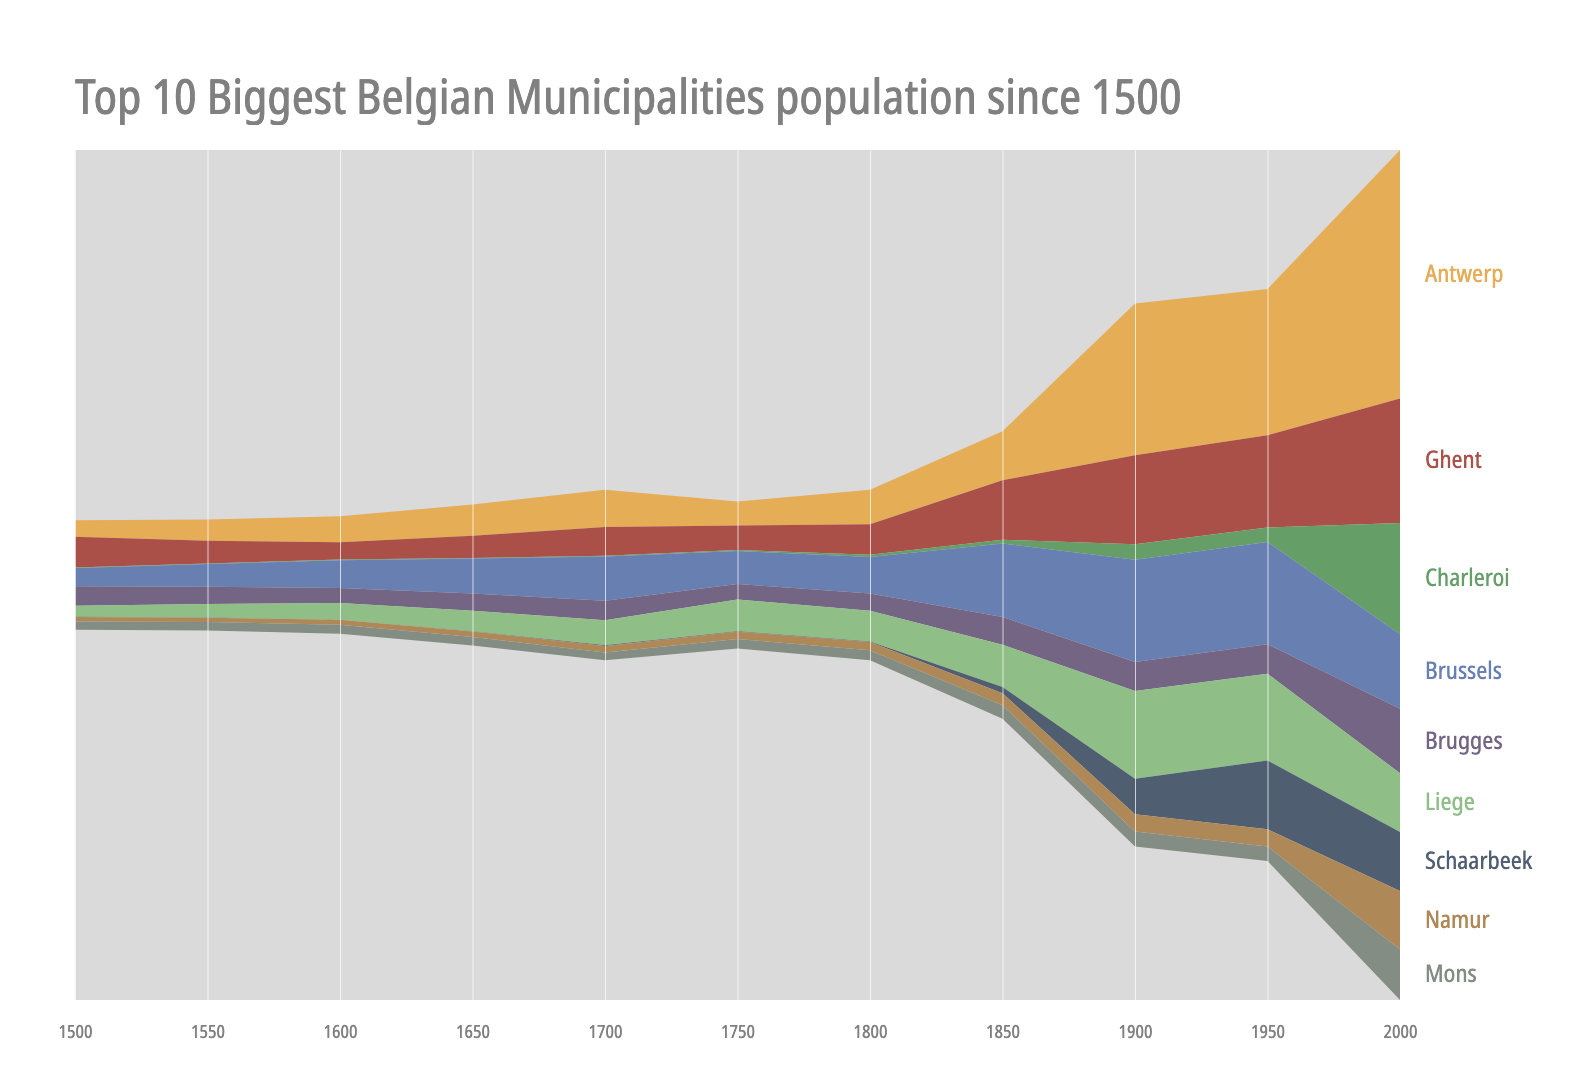 Top 10 Biggest Belgian Municipalities population since 1500
Antwerp
Ghent
Charleroi
Brussels
Brugges
Liege
Schaarbeek
Namur
Mons
1500 1550 1600 1650 1700 1750 1800 1850 1900 1950 2000